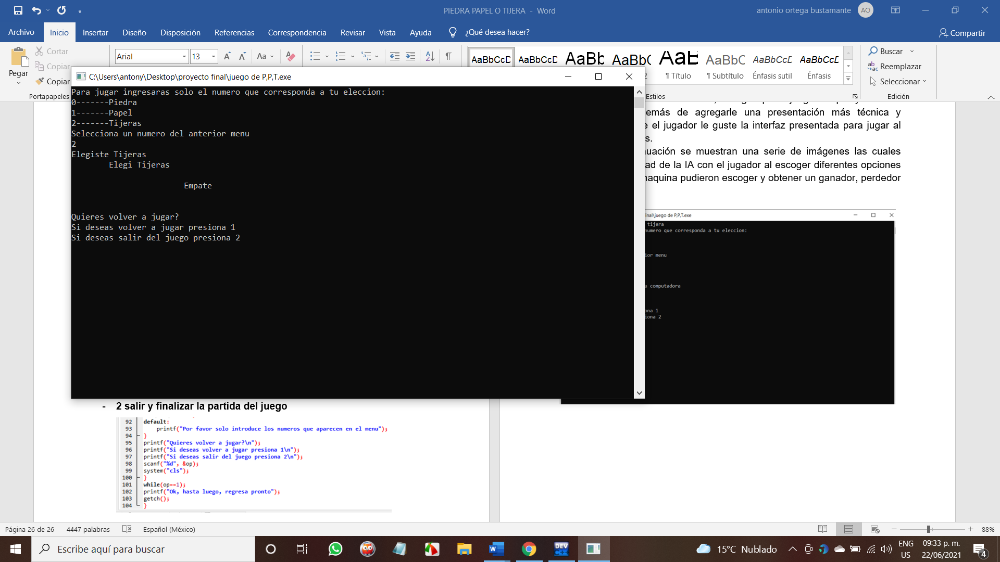 PIEDRA PAPEL O TIJERA - Word
antonio ortega bustamante
AO
Archivo
Inicio
Insertar
Diseño
Disposición
Referencias
Correspondencia
Revisar
Vista
Ayuda
¿Qué desea hacer?
Compartir
Pegar
Cortar
Copiar
Copiar
Portapapeles
Arial
13
Aa
AaBbCcD
AaBbCcD
AaBb
AaBbC
AaB
AaBbC
AaBbCcD
AaBbCcD
¶ Título
¶ Subtítulo
Énfasis sutil
Énfasis
Estilos
Buscar
Reemplazar
Seleccionar
Edición
C:\Users\antony\Desktop\proyecto final\juego de P,P,T.exe
Para jugar ingresaras solo el numero que corresponda a tu eleccion:
0-------Piedra
1-------Papel
2-------Tijeras
Selecciona un numero del anterior menu
2
Elegiste Tijeras
Elegi Tijeras
Empate
Quieres volver a jugar?
Si deseas volver a jugar presiona 1
Si deseas salir del juego presiona 2
emás de agregarle una presentación más técnica y
e el jugador le guste la interfaz presentada para jugar al
s.
nuación se muestran una serie de imágenes las cuales
ad de la IA con el jugador al escoger diferentes opciones
naquina pudieron escoger y obtener un ganador, perdedor
inal\juego de P,P,T.exe
tijera
numero que corresponda a tu eleccion:
ior menu
a computadora
ona 1
iona 2
- 2 salir y finalizar la partida del juego
92 default:
93 printf("Por favor solo introduce los numeros que aparecen en el menu");
94 }
95 printf("Quieres volver a jugar?\n");
96 printf("Si deseas volver a jugar presiona 1\n");
97 printf("Si deseas salir del juego presiona 2\n");
98 scanf("%d", &op);
99 system("cls");
100 }
101 while(op==1);
102 printf("Ok, hasta luego, regresa pronto");
103 getch();
104 }
Página 26 de 26
4447 palabras
Español (México)
88%
Escribe aquí para buscar
DEV
C++
15°C Nublado
ENG
US
09:33 p. m.
22/06/2021
4